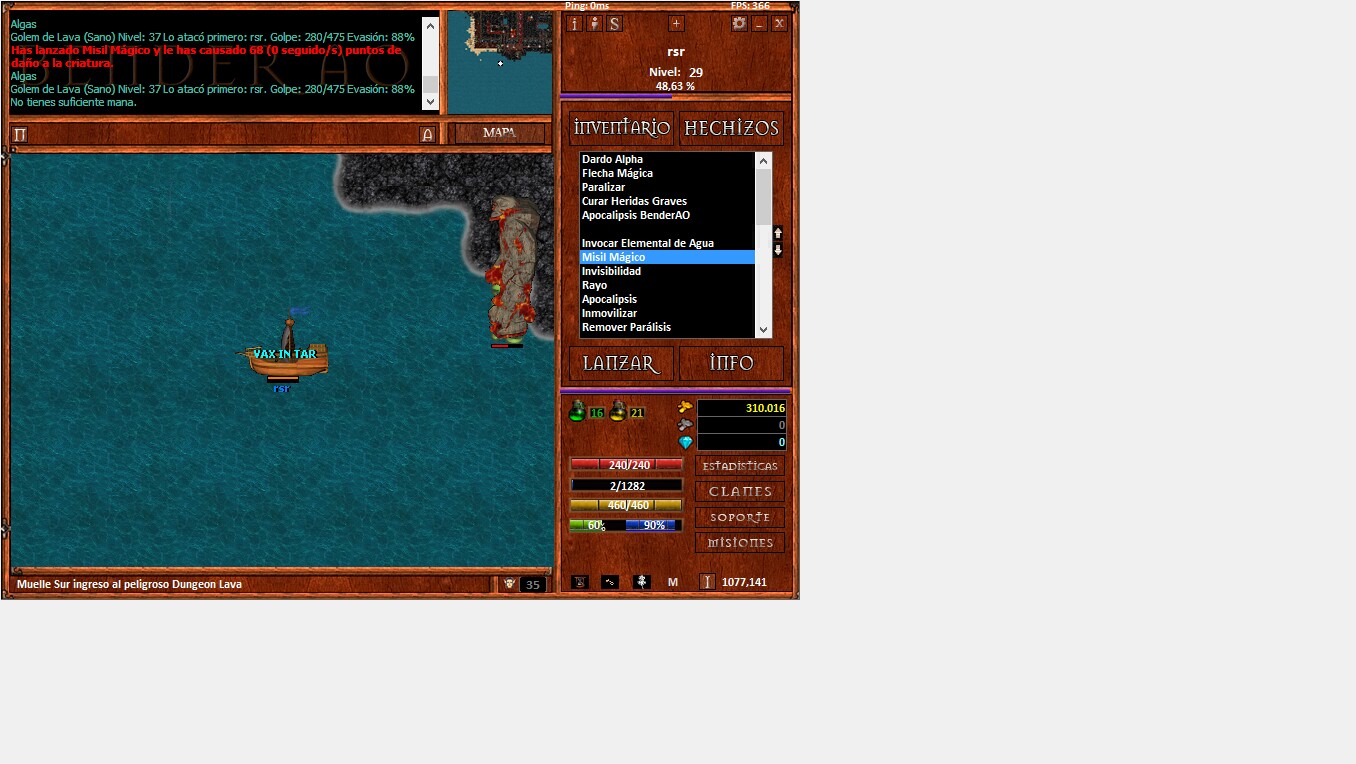 Ping: 0ms
FPS: 366
Algas
Golem de Lava (Sano) Nivel: 37 Lo atacó primero: rsr. Golpe: 280/475 Evasión: 88%
Has lanzado Misil Mágico y le has causado 68 (0 seguido/s) puntos de
daño a la criatura.
Algas
Golem de Lava (Sano) Nivel: 37 Lo atacó primero: rsr. Golpe: 280/475 Evasión: 88%
No tienes suficiente mana.
BENDER AO
MAPA
A
S
+
_
X
rsr
Nivel: 29
48,63 %
INVENTARIO
HECHIZOS
Dardo Alpha
Flecha Mágica
Paralizar
Curar Heridas Graves
Apocalipsis BenderAO
Invocar Elemental de Agua
Misil Mágico
Invisibilidad
Rayo
Apocalipsis
Inmovilizar
Remover Parálisis
LANZAR
INFO
VAX IN TAR
rsr
16
21
310.016
0
0
240/240
2/1282
460/460
60%
90%
ESTADÍSTICAS
CLANES
SOPORTE
MISIONES
Muelle Sur ingreso al peligroso Dungeon Lava
35
M
1077,141